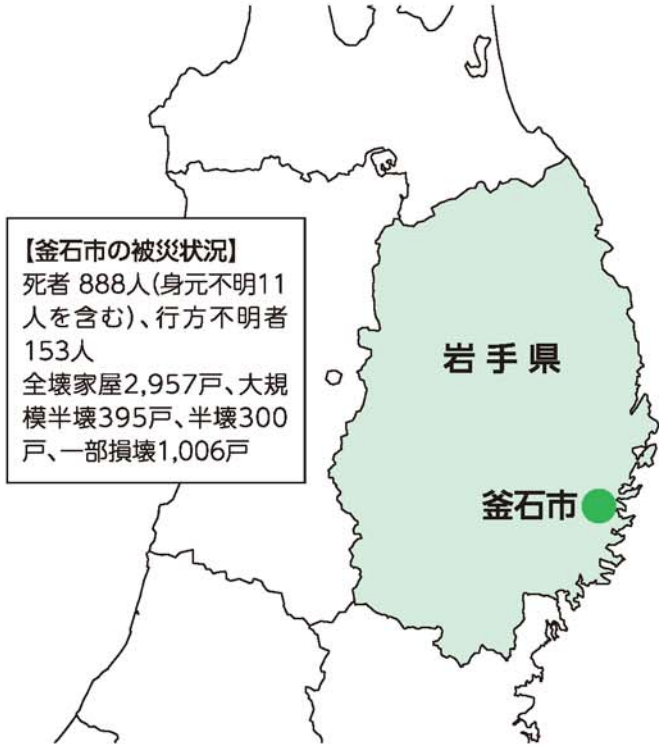 【釜石市の被災状況】
死者 888人(身元不明11
人を含む)、行方不明者
153人
全壊家屋2,957戸、大規
模半壊395戸、半壊300
戸、一部損壊1,006戸
岩手県
釜石市